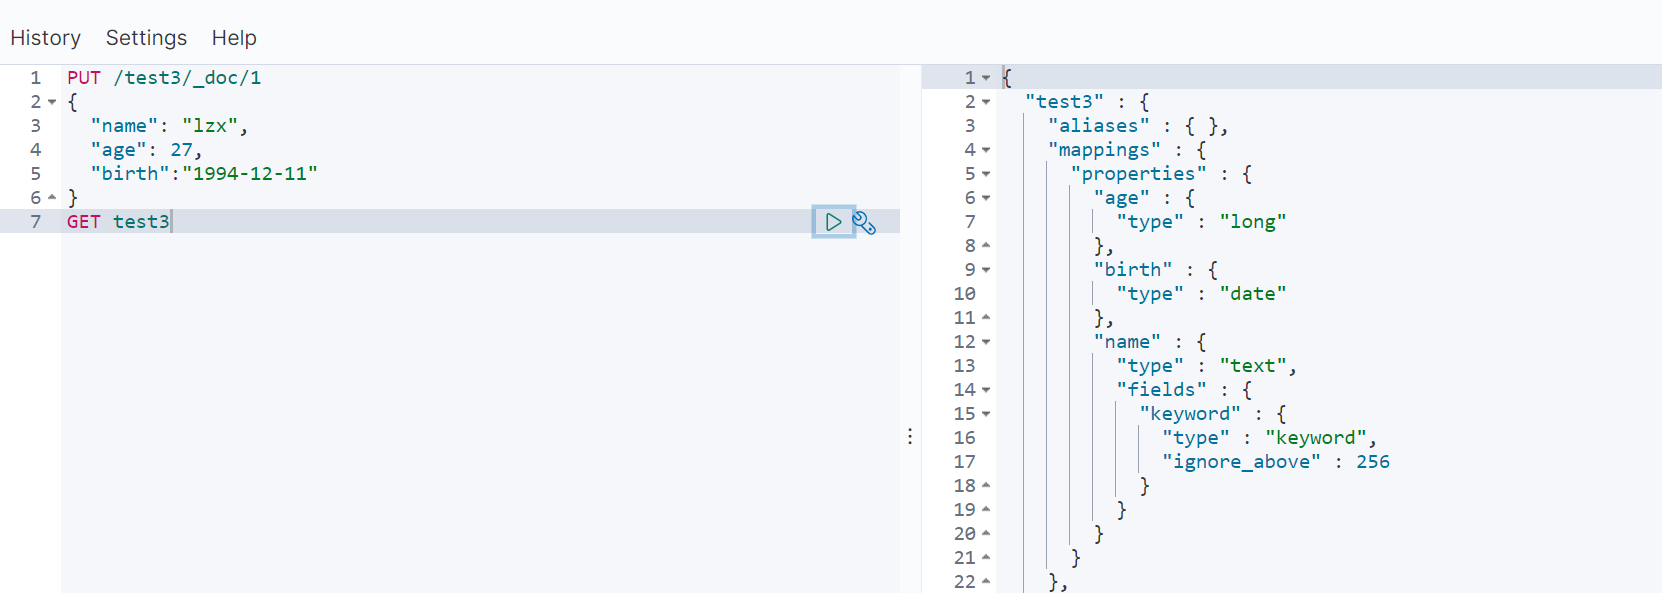 History Settings Help
1 PUT /test3/_doc/1
2 {
3 "name": "lzx",
4 "age": 27,
5 "birth":"1994-12-11"
6 }
7 GET test3
1 {
2 "test3" : {
3 "aliases" : { },
4 "mappings" : {
5 "properties" : {
6 "age" : {
7 "type" : "long"
8 },
9 "birth" : {
10 "type" : "date"
11 },
12 "name" : {
13 "type" : "text",
14 "fields" : {
15 "keyword" : {
16 "type" : "keyword",
17 "ignore_above" : 256
18 }
19 }
20 }
21 }
22 },